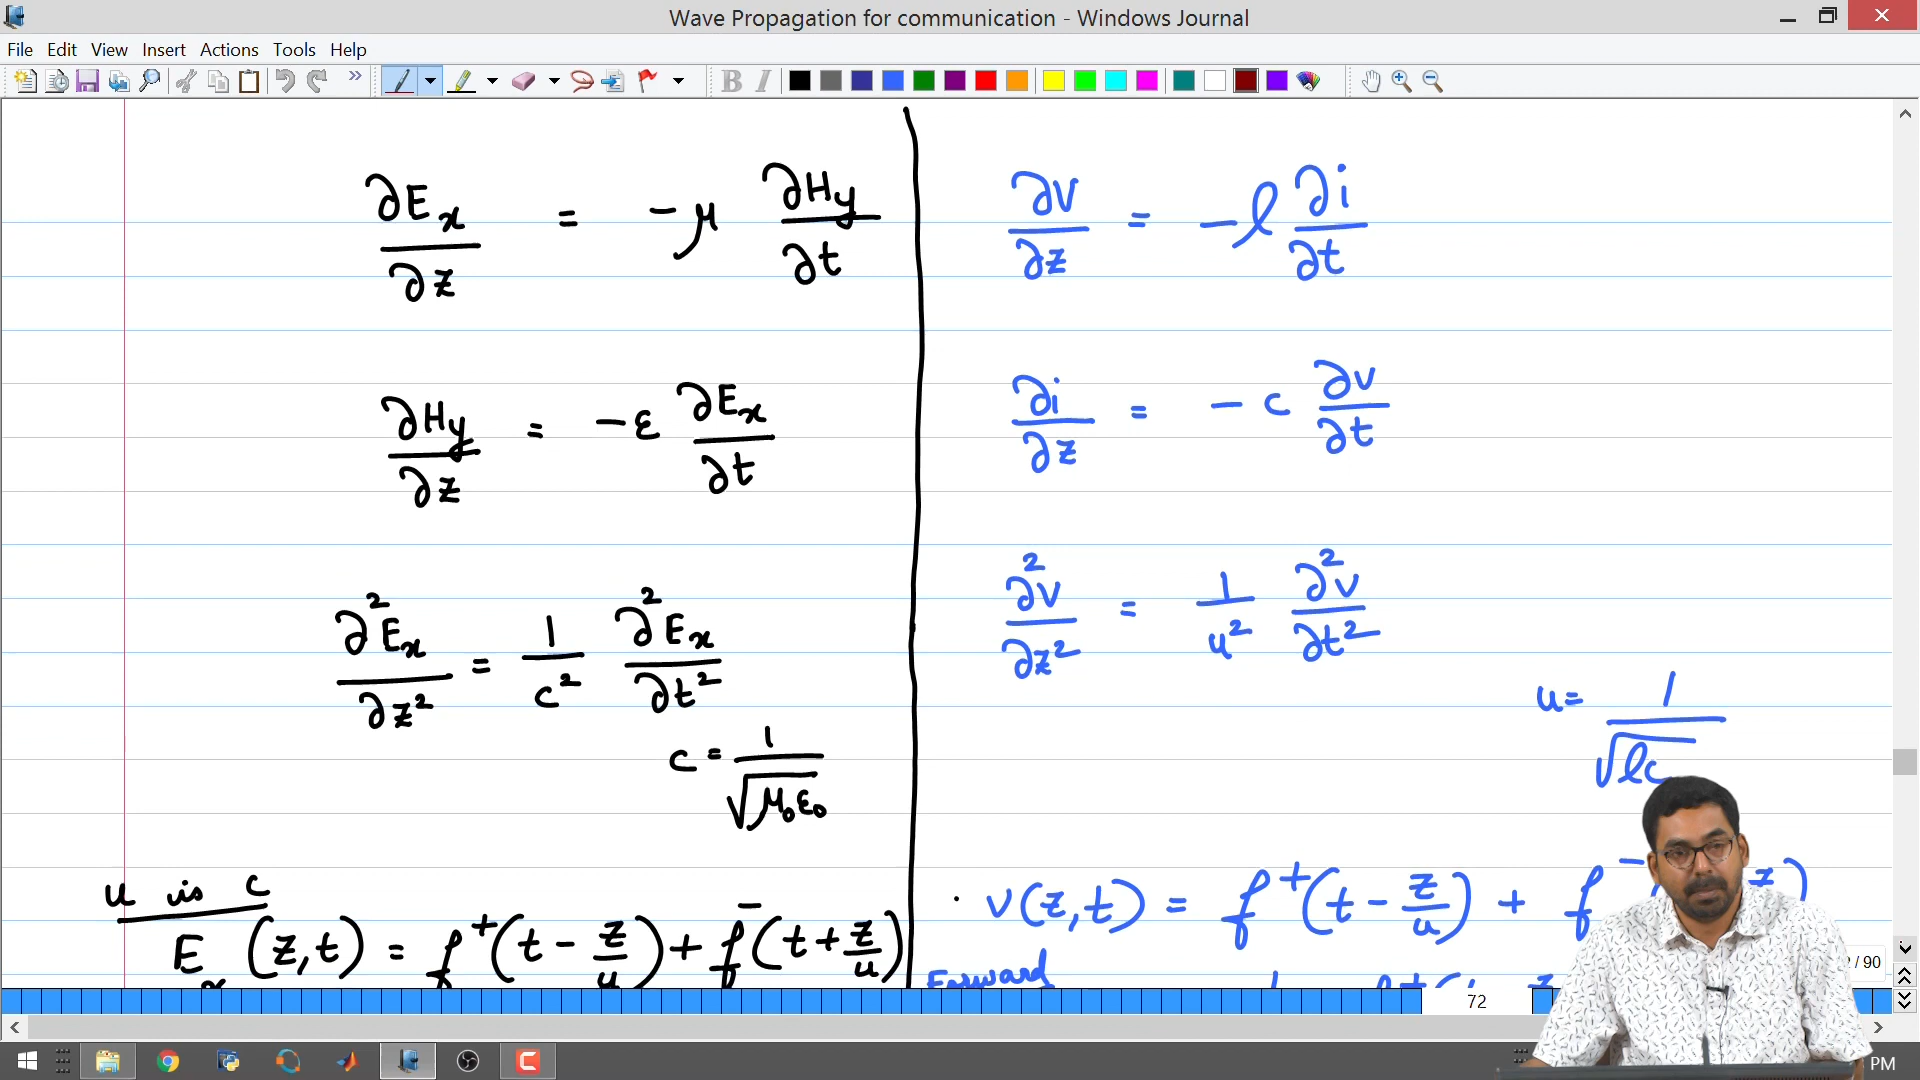 Wave Propagation for communication - Windows Journal
File Edit View Insert Actions Tools Help
∂Ex/∂z = -μ ∂Hy/∂t
∂Hy/∂z = -ε ∂Ex/∂t
∂²Ex/∂z² = 1/c² ∂²Ex/∂t²
c = 1/√μ₀ε₀
u is c
Ex (z,t) = f⁺(t - z/u) + f⁻(t + z/u)
∂v/∂z = -l ∂i/∂t
∂i/∂z = -c ∂v/∂t
∂²v/∂z² = 1/u² ∂²v/∂t²
u = 1/√lc
v(z,t) = f⁺(t - z/u) + f⁻( z )
Forward
/ 90
72
PM